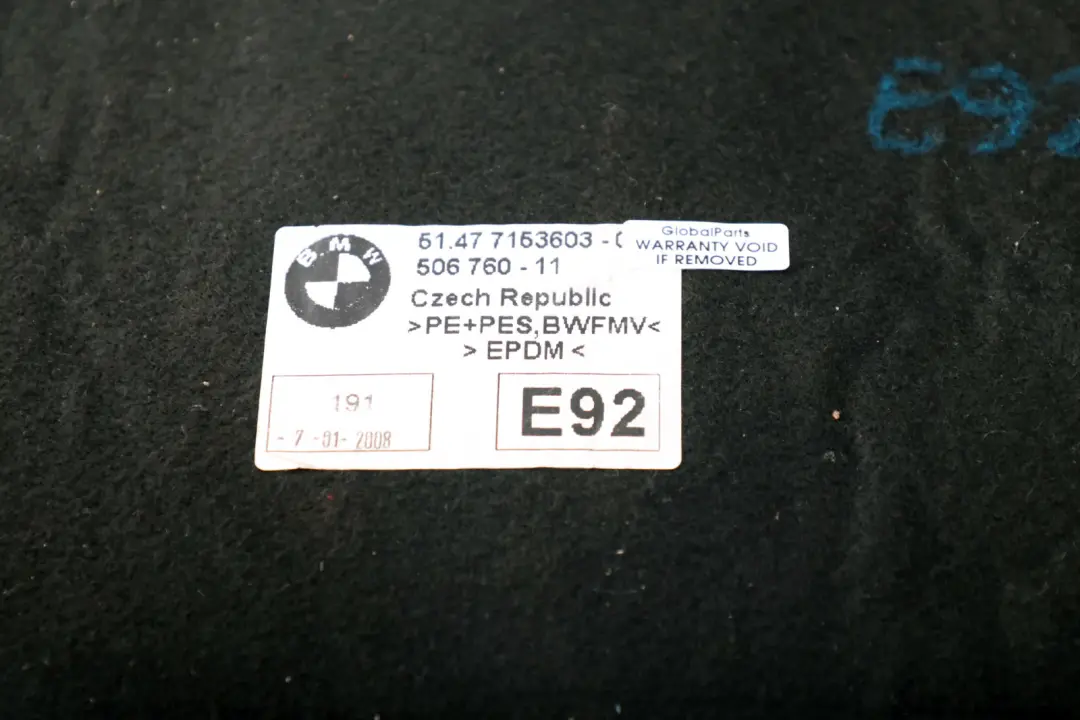 BMW
51.47 7153603 -
GlobalParts
WARRANTY VOID
IF REMOVED
506 760 - 11
Czech Republic
>PE+PES,BWFMV<
> EPDM <
191
- 7 -01- 2008
E92
E92